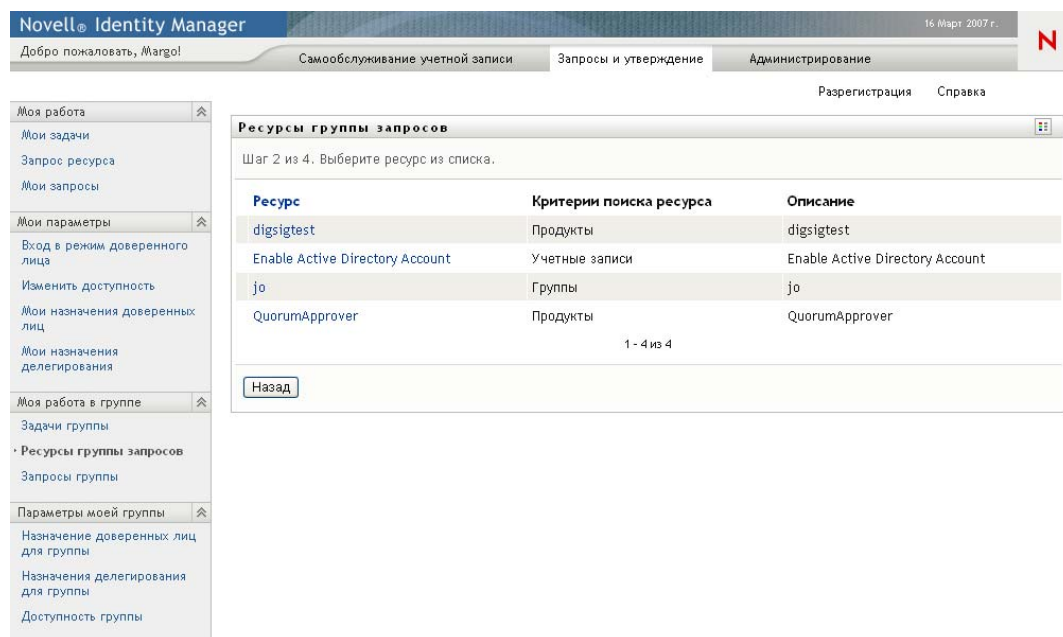 Novell® Identity Manager
16 Март 2007 г.
Добро пожаловать, Margo!
Самообслуживание учетной записи
Запросы и утверждение
Администрирование
N
Разрегистрация Справка
Моя работа
Мои задачи
Запрос ресурса
Мои запросы
Мои параметры
Вход в режим доверенного
лица
Изменить доступность
Мои назначения доверенных
лиц
Мои назначения
делегирования
Моя работа в группе
Задачи группы
Ресурсы группы запросов
Запросы группы
Параметры моей группы
Назначение доверенных лиц
для группы
Назначения делегирования
для группы
Доступность группы
Ресурсы группы запросов
Шаг 2 из 4. Выберите ресурс из списка.
Ресурс Критерии поиска ресурса Описание
digsigtest Продукты digsigtest
Enable Active Directory Account Учетные записи Enable Active Directory Account
jo Группы jo
QuorumApprover Продукты QuorumApprover
1 - 4 из 4
Назад